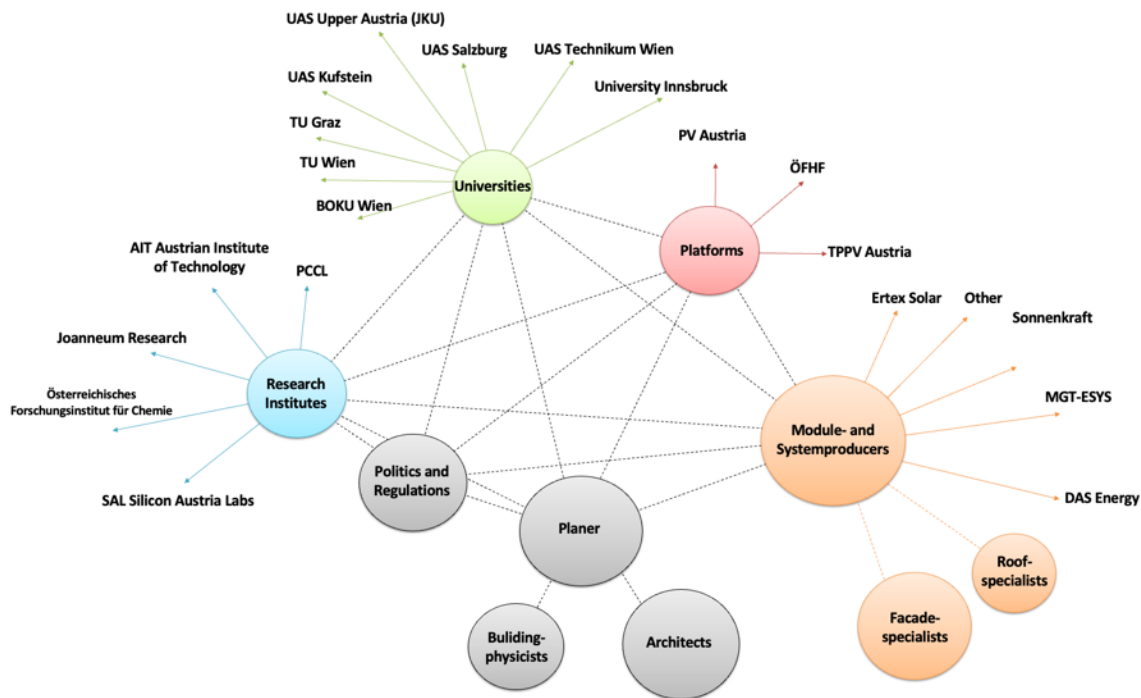 UAS Upper Austria (JKU)
UAS Salzburg
UAS Technikum Wien
UAS Kufstein
University Innsbruck
TU Graz
TU Wien
BOKU Wien
Universities
PV Austria
ÖFHF
Platforms
TPPV Austria
AIT Austrian Institute
of Technology
PCCL
Joanneum Research
Österreichisches
Forschungsinstitut für Chemie
SAL Silicon Austria Labs
Research
Institutes
Ertex Solar
Other
Sonnenkraft
MGT-ESYS
DAS Energy
Module- and
Systemproducers
Politics and
Regulations
Planer
Buliding-
physicists
Architects
Facade-
specialists
Roof-
specialists